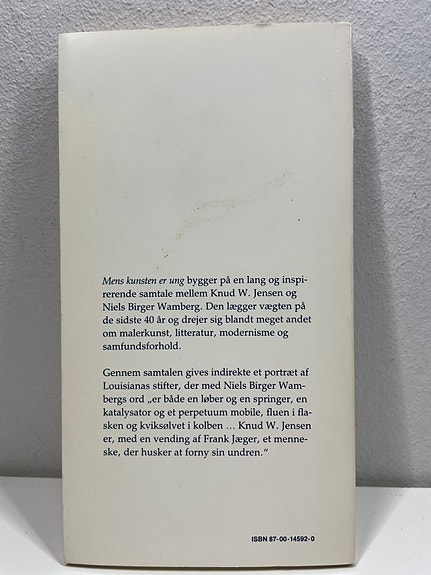 Mens kunsten er ung bygger på en lang og inspi-
rerende samtale mellem Knud W. Jensen og
Niels Birger Wamberg. Den lægger vægten på
de sidste 40 år og drejer sig blandt meget andet
om malerkunst, litteratur, modernisme og
samfundsforhold.
Gennem samtalen gives indirekte et portræt af
Louisianas stifter, der med Niels Birger Wam-
bergs ord „er både en løber og en springer, en
katalysator og et perpetuum mobile, fluen i fla-
sken og kviksølvet i kolben ... Knud W. Jensen
er, med en vending af Frank Jæger, et menne-
ske, der husker at forny sin undren.“
ISBN 87-00-14592-0